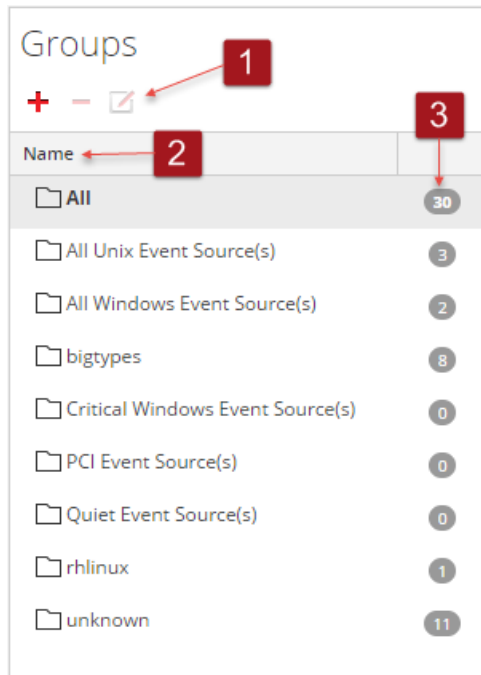 Groups
1
3
Name 2
All 30
All Unix Event Source(s) 3
All Windows Event Source(s) 2
bigtypes 8
Critical Windows Event Source(s) 0
PCI Event Source(s) 0
Quiet Event Source(s) 0
rhlinux 1
unknown 11